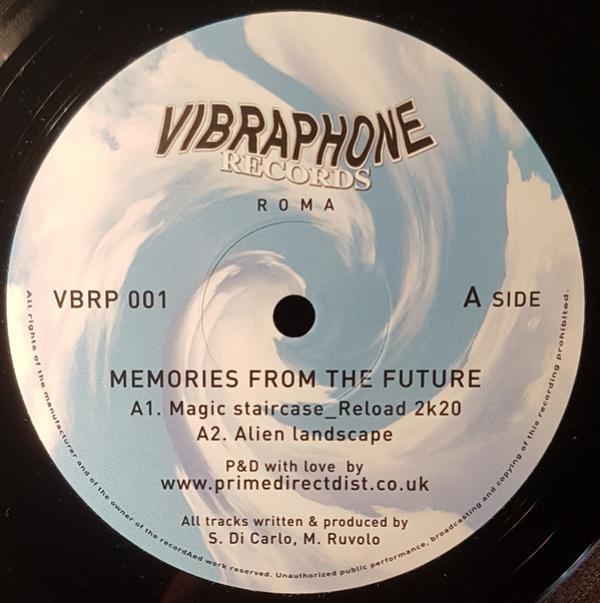 VIBRAPHONE
RECORDS
ROMA
VBRP 001
A SIDE
MEMORIES FROM THE FUTURE
A1. Magic staircase_Reload 2k20
A2. Alien landscape
P&D with love by
www.primedirectdist.co.uk
All tracks written & produced by
S. Di Carlo, M. Ruvolo
All rights of the manufacturer and of the owner of the recordAed work reserved. Unauthorized public performance, broadcasting and copying of this recording prohibited.